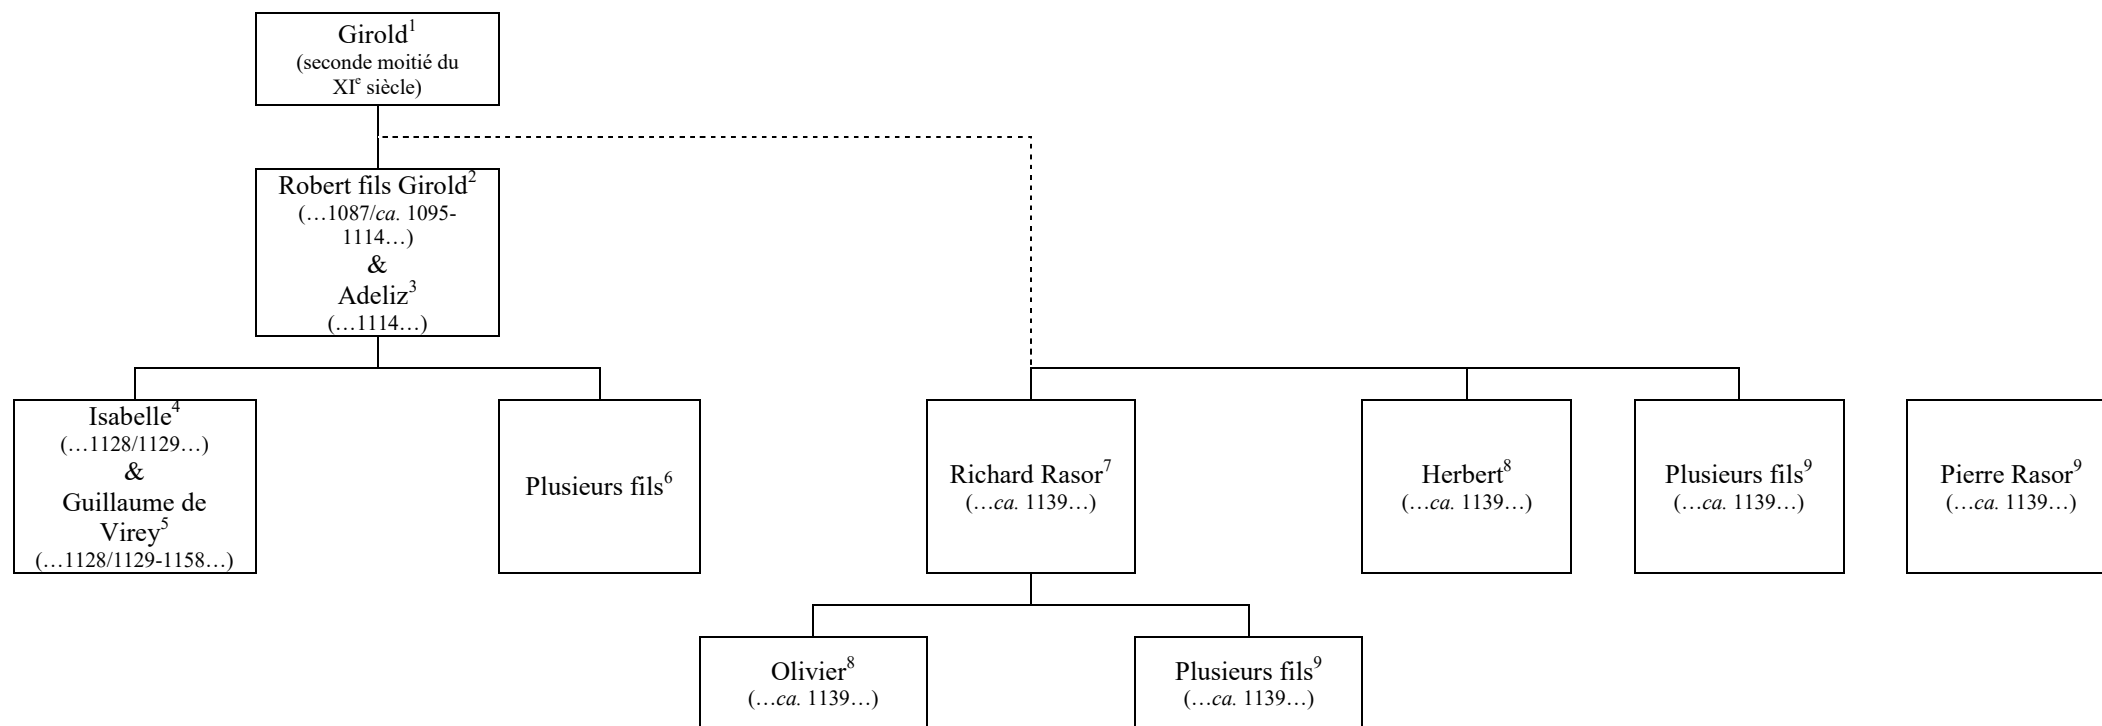 Girold¹
(seconde moitié du
XIᵉ siècle)
Robert fils Girold²
(…1087/ca. 1095-
1114…)
&
Adeliz³
(…1114…)
Isabelle⁴
(…1128/1129…)
&
Guillaume de
Virey⁵
(…1128/1129-1158…)
Plusieurs fils⁶
Richard Rasor⁷
(…ca. 1139…)
Herbert⁸
(…ca. 1139…)
Plusieurs fils⁹
(…ca. 1139…)
Pierre Rasor⁹
(…ca. 1139…)
Olivier⁸
(…ca. 1139…)
Plusieurs fils⁹
(…ca. 1139…)